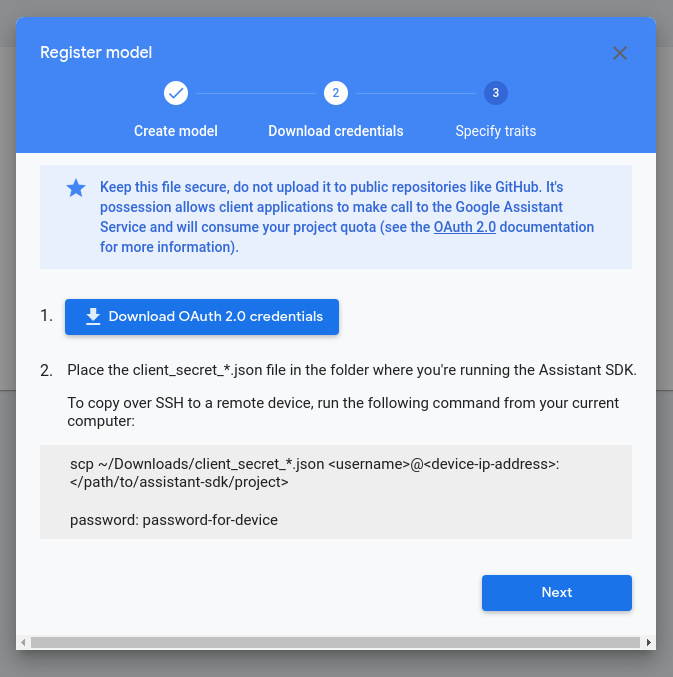 Register model
2
3
Create model
Download credentials
Specify traits
Keep this file secure, do not upload it to public repositories like GitHub. It's
possession allows client applications to make call to the Google Assistant
Service and will consume your project quota (see the OAuth 2.0 documentation
for more information).
1. Download OAuth 2.0 credentials
2. Place the client_secret_*.json file in the folder where you're running the Assistant SDK.
To copy over SSH to a remote device, run the following command from your current
computer:
scp ~/Downloads/client_secret_*.json <username>@<device-ip-address>:
</path/to/assistant-sdk/project>
password: password-for-device
Next